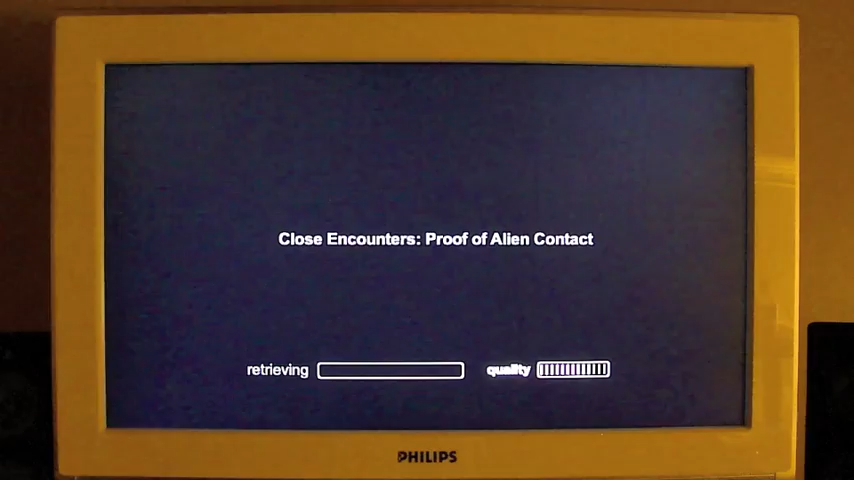 Close Encounters: Proof of Alien Contact
retrieving
quality
PHILIPS